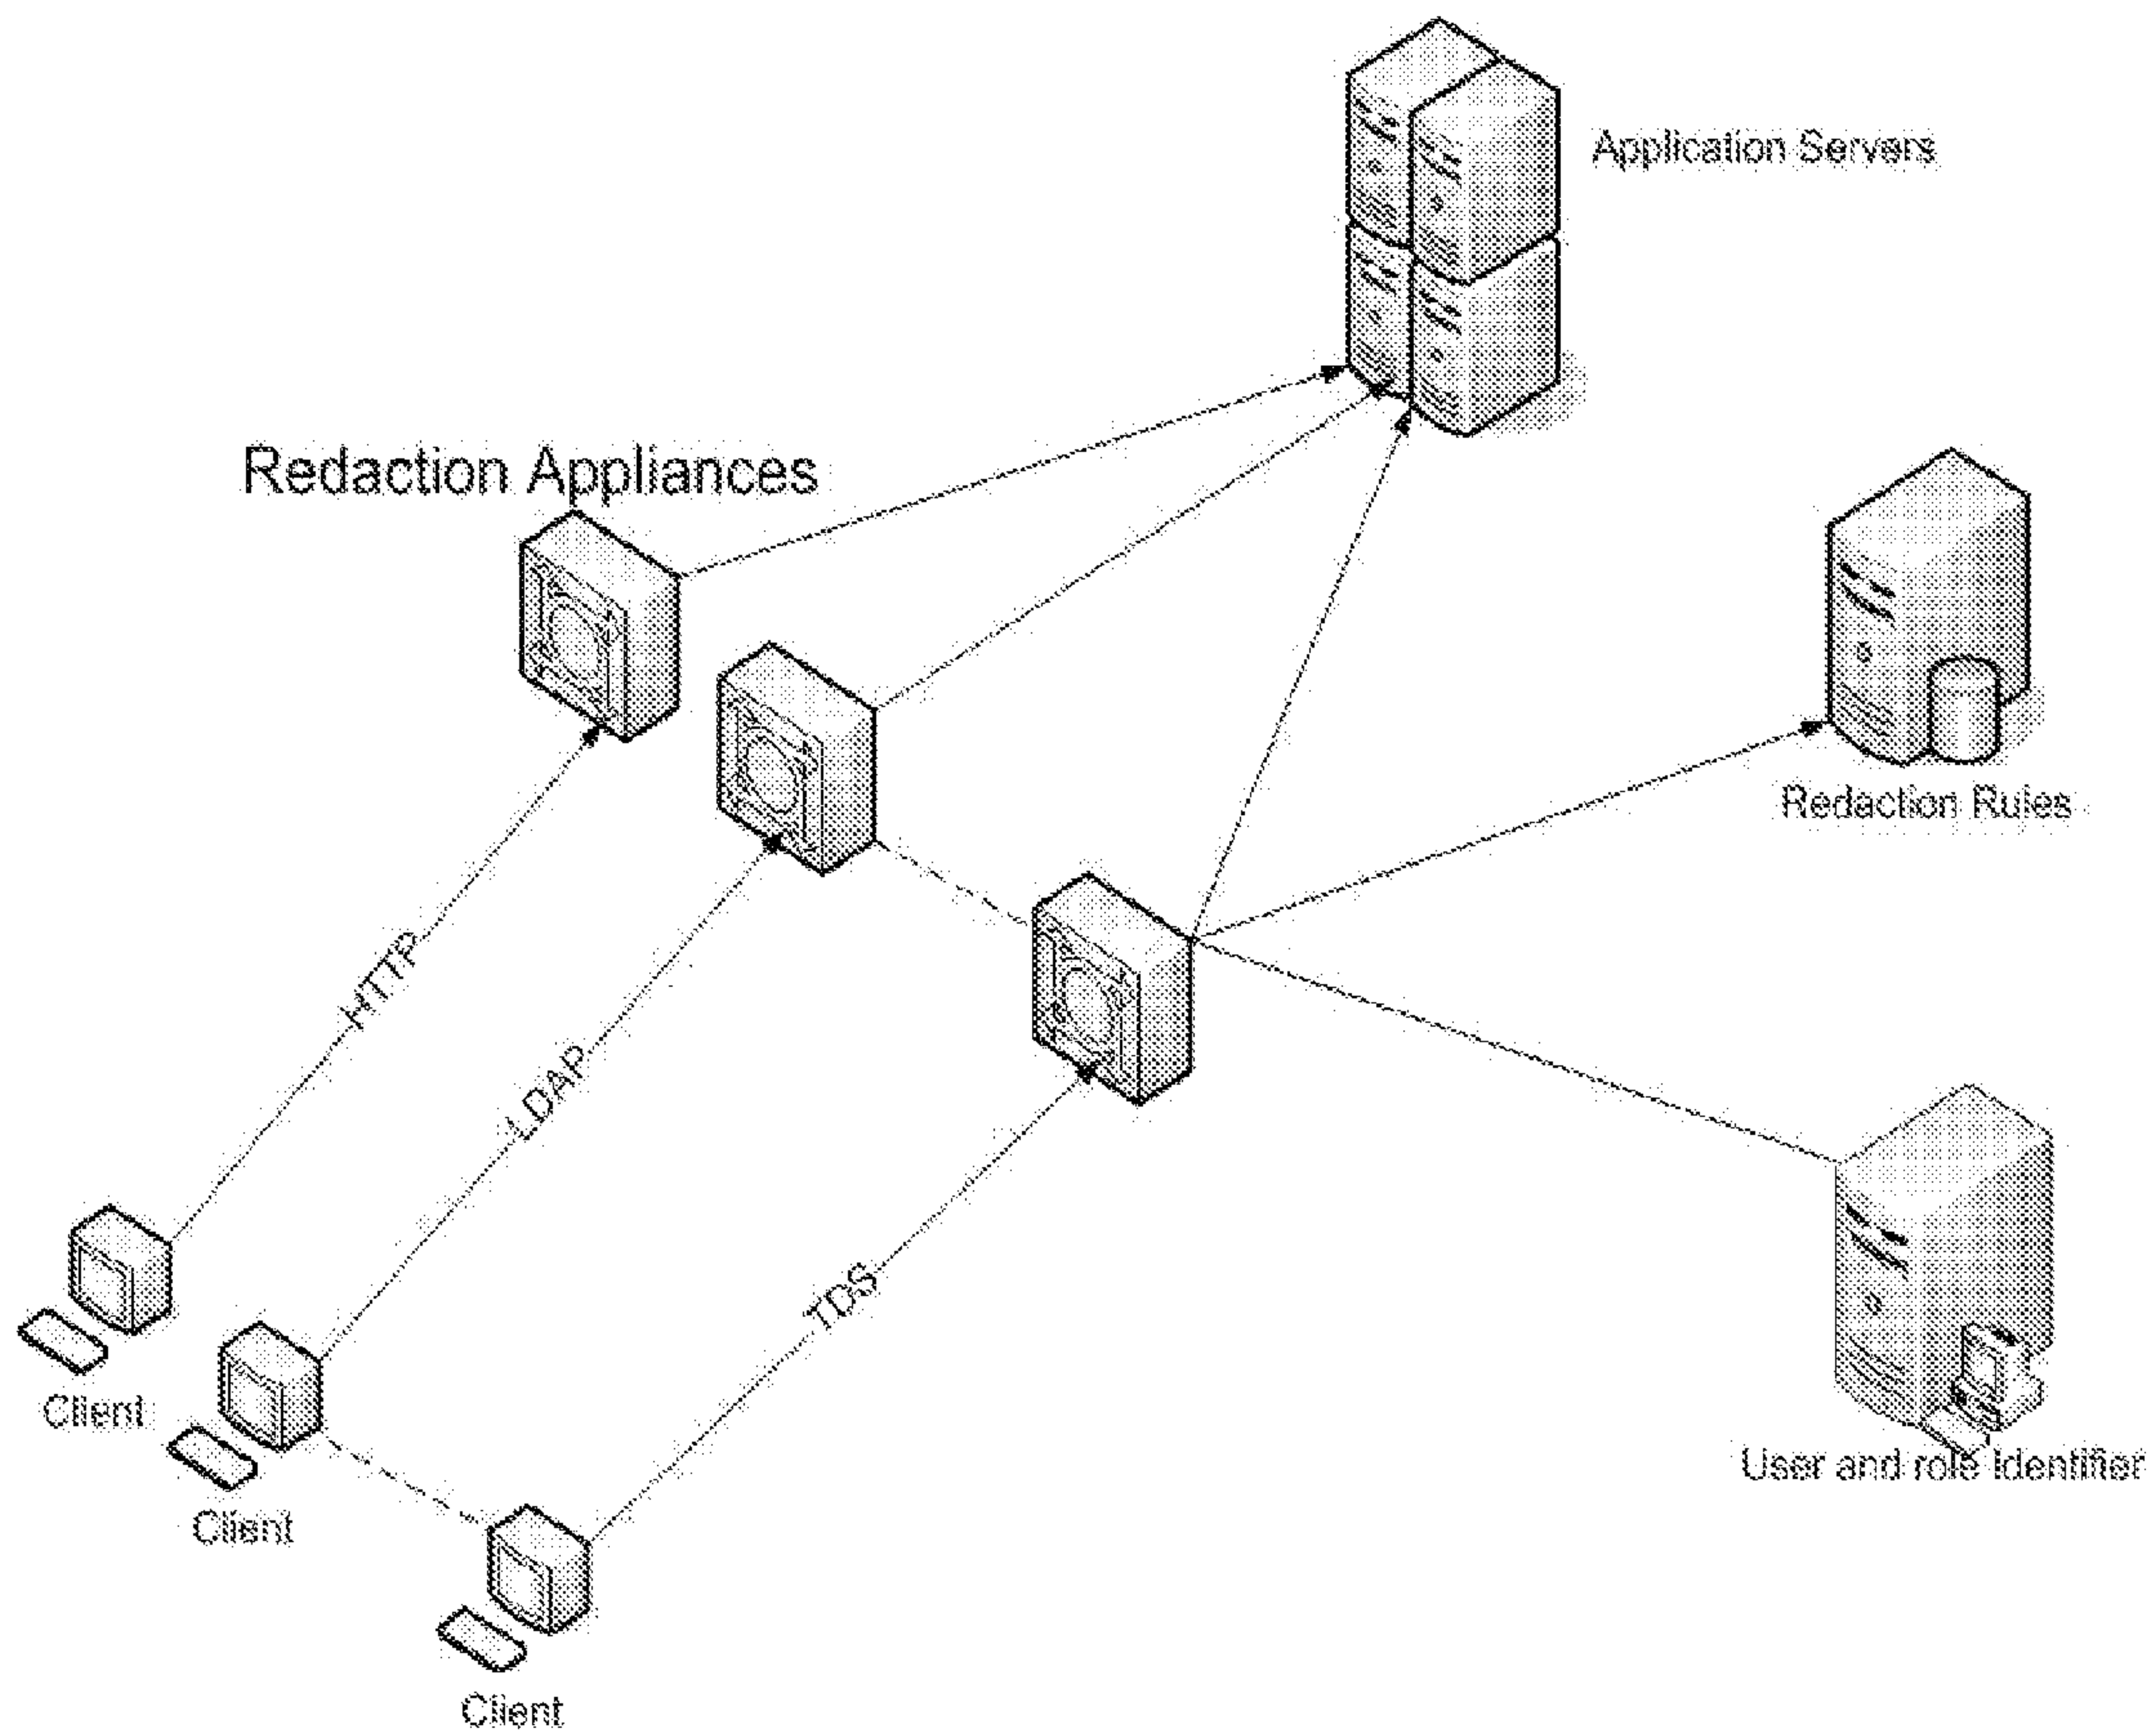 Application Servers
Redaction Appliances
Redaction Rules
HTTP
LDAP
TDS
Client
User and role Identifier
Client
Client